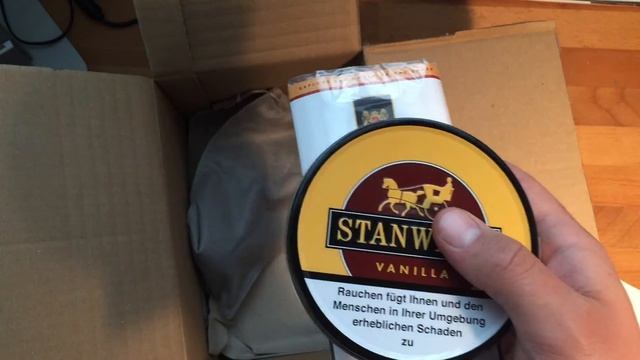 STANW
VANILLA
Rauchen fügt Ihnen und den
Menschen in Ihrer Umgebung
erheblichen Schaden
zu